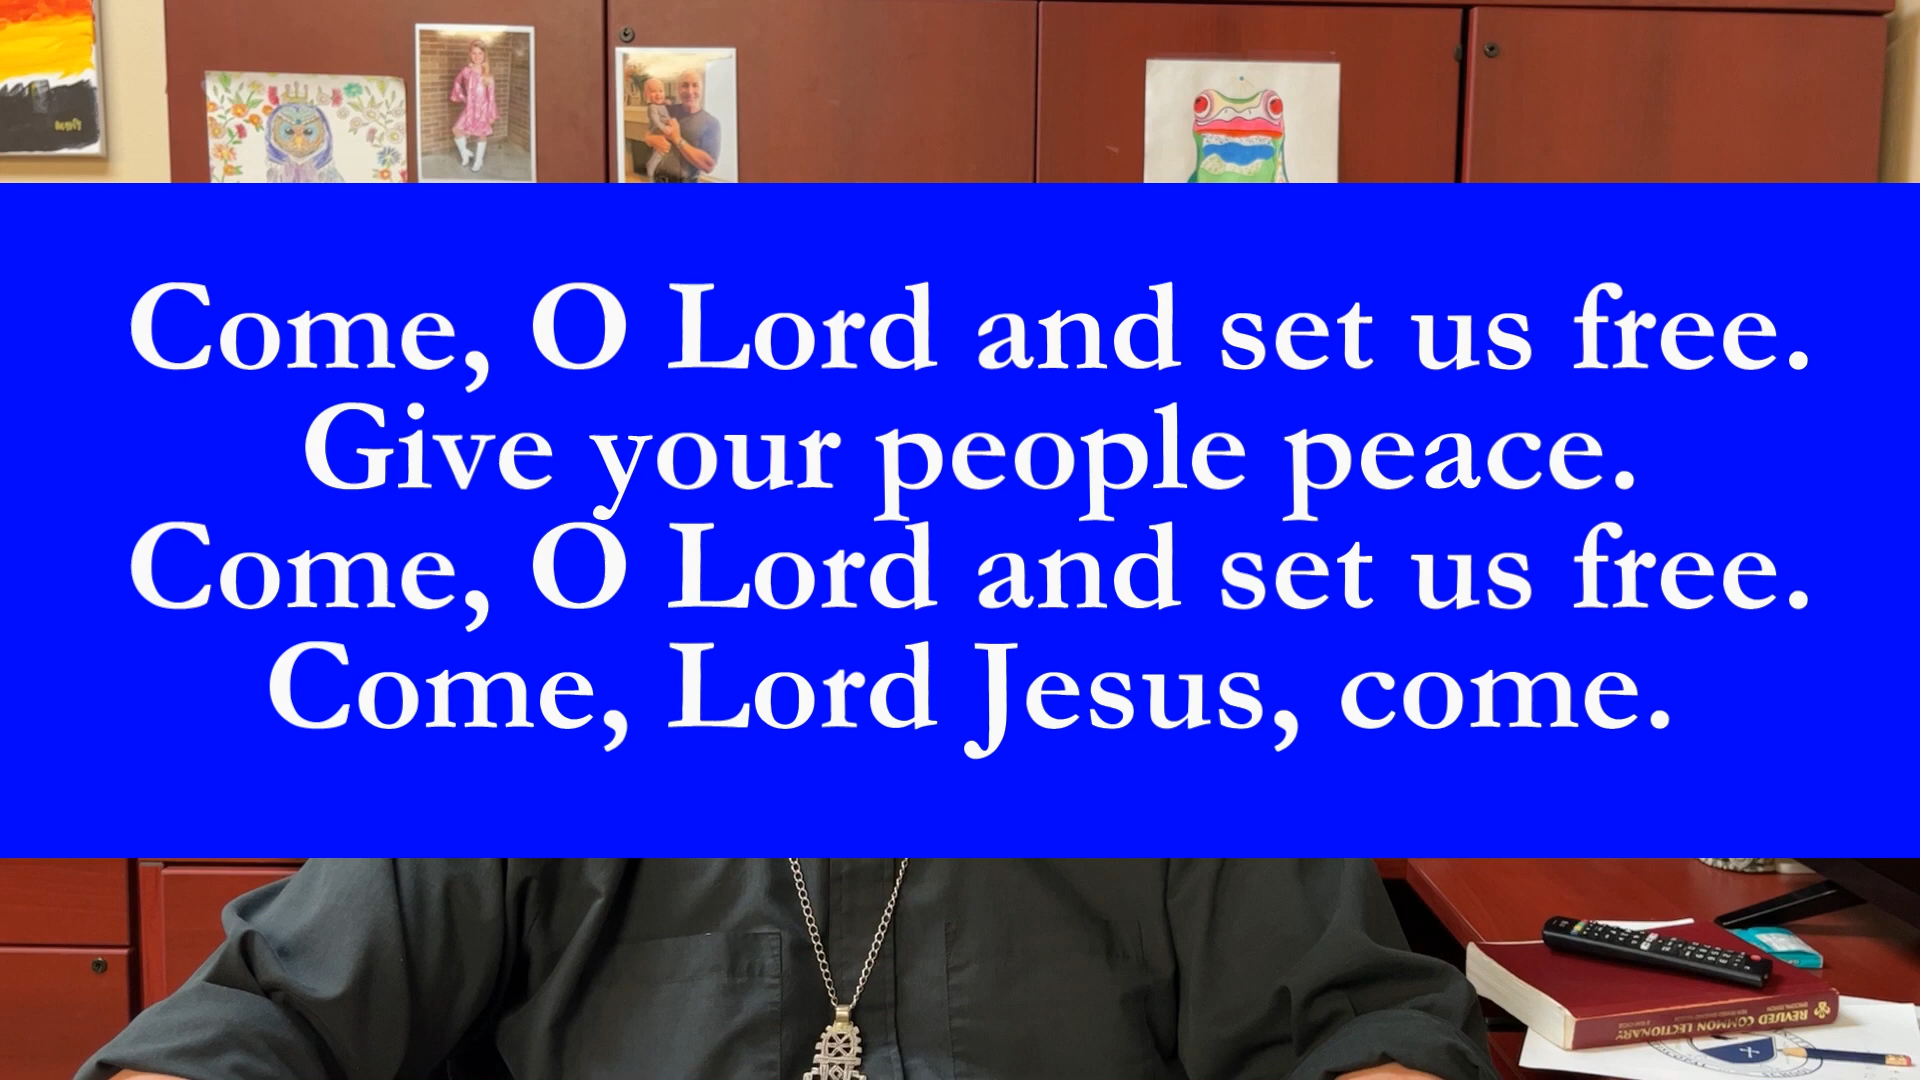 Come, O Lord and set us free.
Give your people peace.
Come, O Lord and set us free.
Come, Lord Jesus, come.
REVISED COMMON LECTIONARY